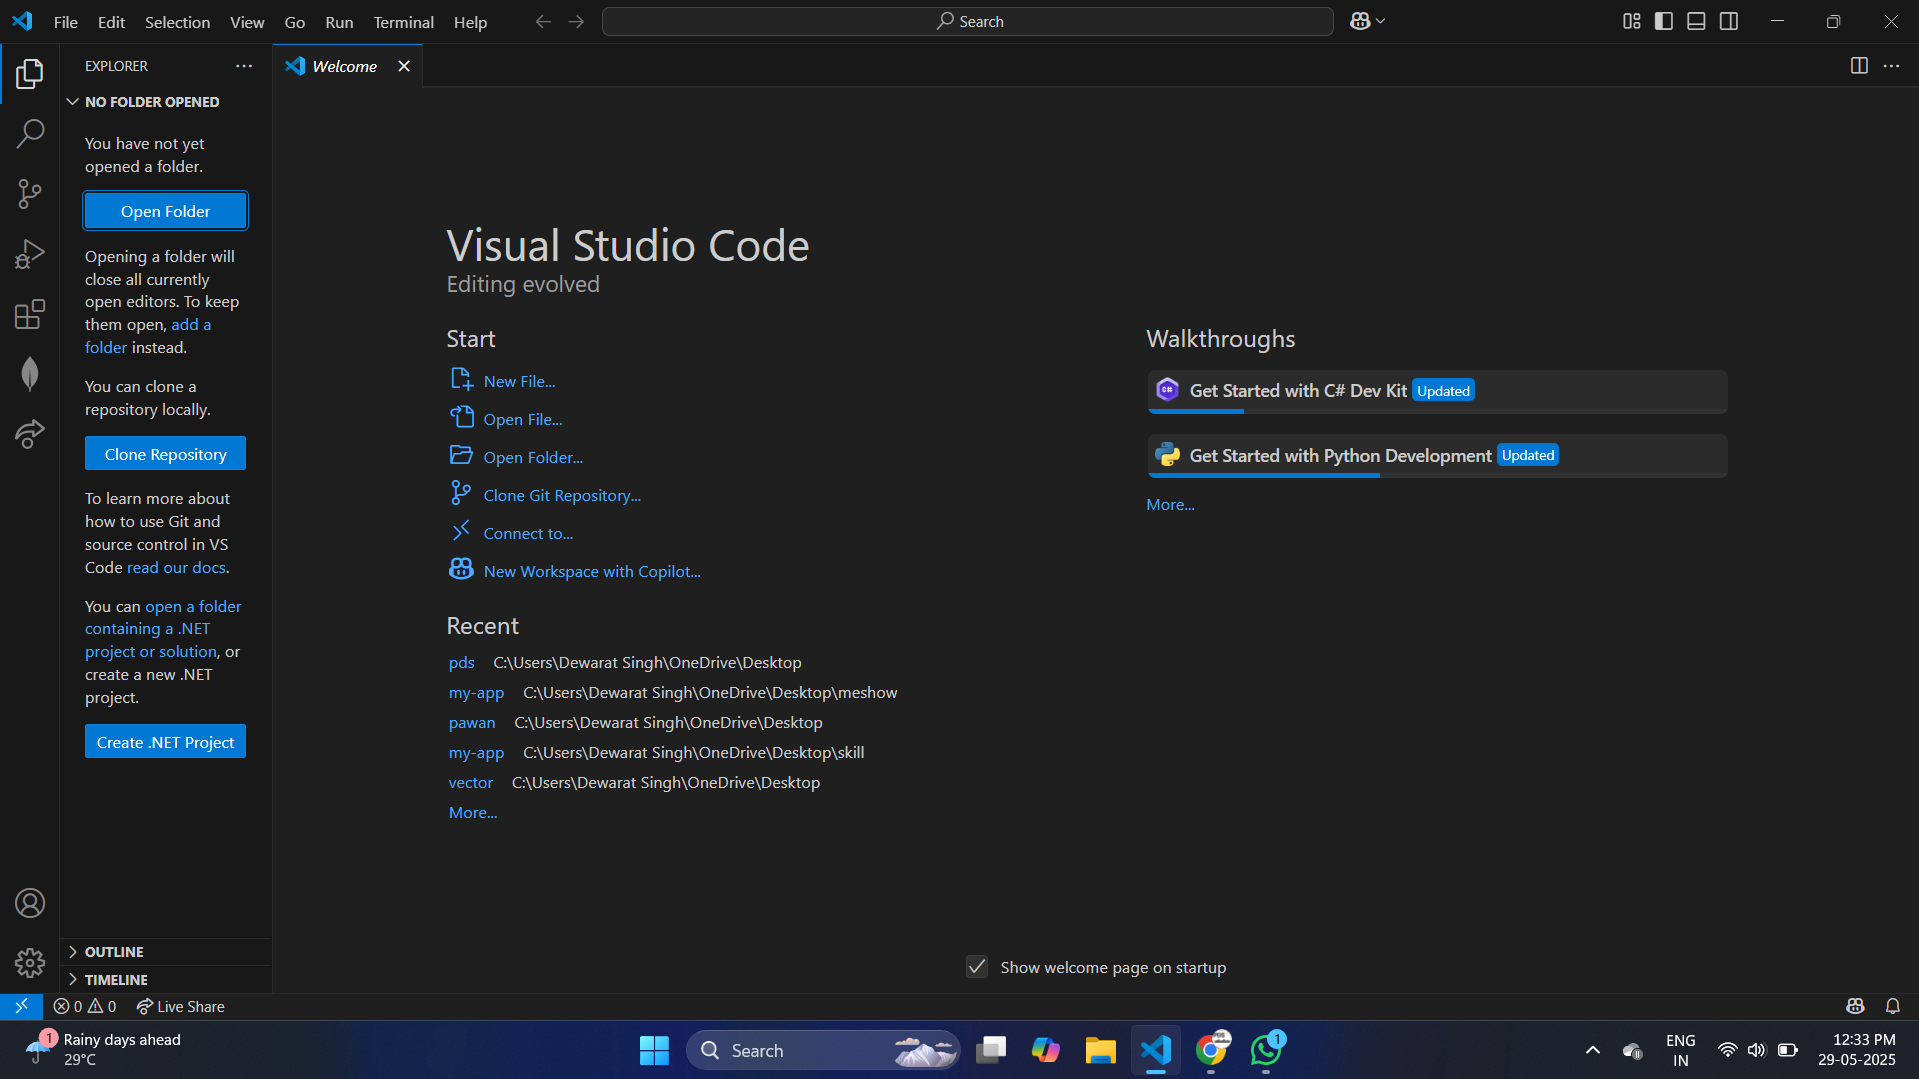 File Edit Selection View Go Run Terminal Help
Search
EXPLORER
Welcome
NO FOLDER OPENED
You have not yet
opened a folder.
Open Folder
Opening a folder will
close all currently
open editors. To keep
them open, add a
folder instead.
You can clone a
repository locally.
Clone Repository
To learn more about
how to use Git and
source control in VS
Code read our docs.
You can open a folder
containing a .NET
project or solution, or
create a new .NET
project.
Create .NET Project
OUTLINE
TIMELINE
Visual Studio Code
Editing evolved
Start
New File...
Open File...
Open Folder...
Clone Git Repository...
Connect to...
New Workspace with Copilot...
Recent
pds C:\Users\Dewarat Singh\OneDrive\Desktop
my-app C:\Users\Dewarat Singh\OneDrive\Desktop\meshow
pawan C:\Users\Dewarat Singh\OneDrive\Desktop
my-app C:\Users\Dewarat Singh\OneDrive\Desktop\skill
vector C:\Users\Dewarat Singh\OneDrive\Desktop
More...
Walkthroughs
C# Get Started with C# Dev Kit Updated
Get Started with Python Development Updated
More...
Show welcome page on startup
0 0 Live Share
1 Rainy days ahead
29°C
Search
1
ENG
IN
12:33 PM
29-05-2025